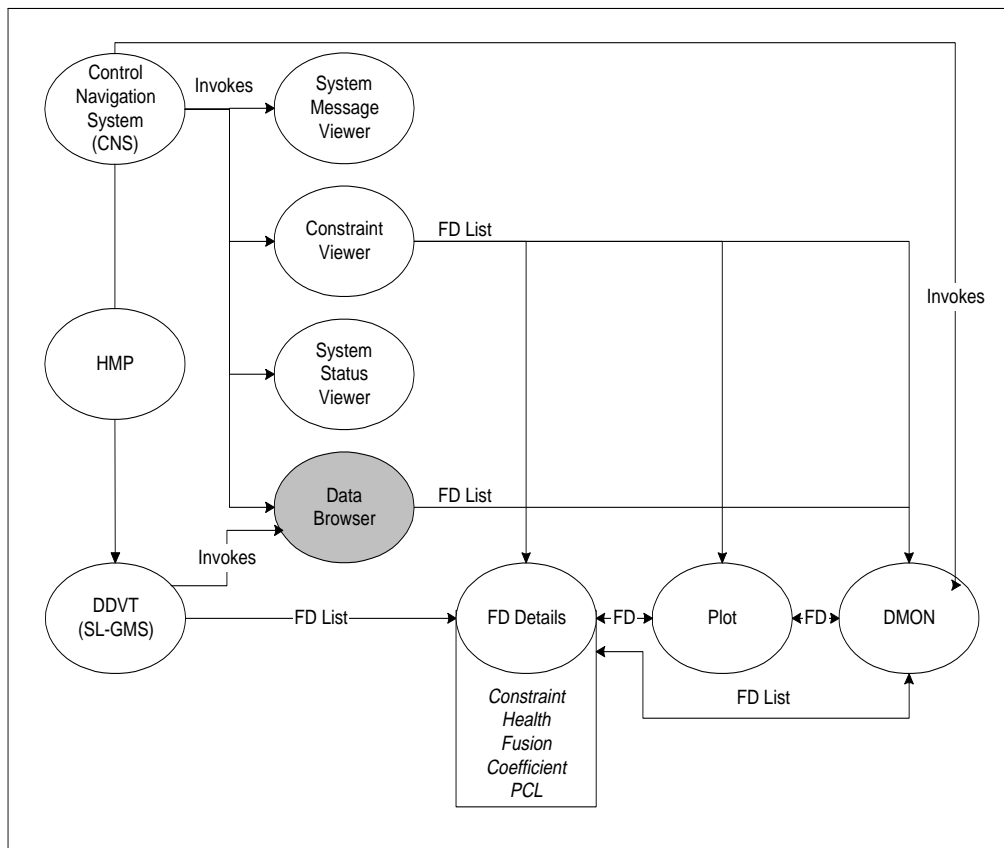 Control
Navigation
System
(CNS)
Invokes
System
Message
Viewer
Constraint
Viewer
FD List
Invokes
HMP
System
Status
Viewer
Data
Browser
FD List
Invokes
DDVT
(SL-GMS)
FD List
FD Details
FD
Plot
FD
DMON
FD List
Constraint
Health
Fusion
Coefficient
PCL